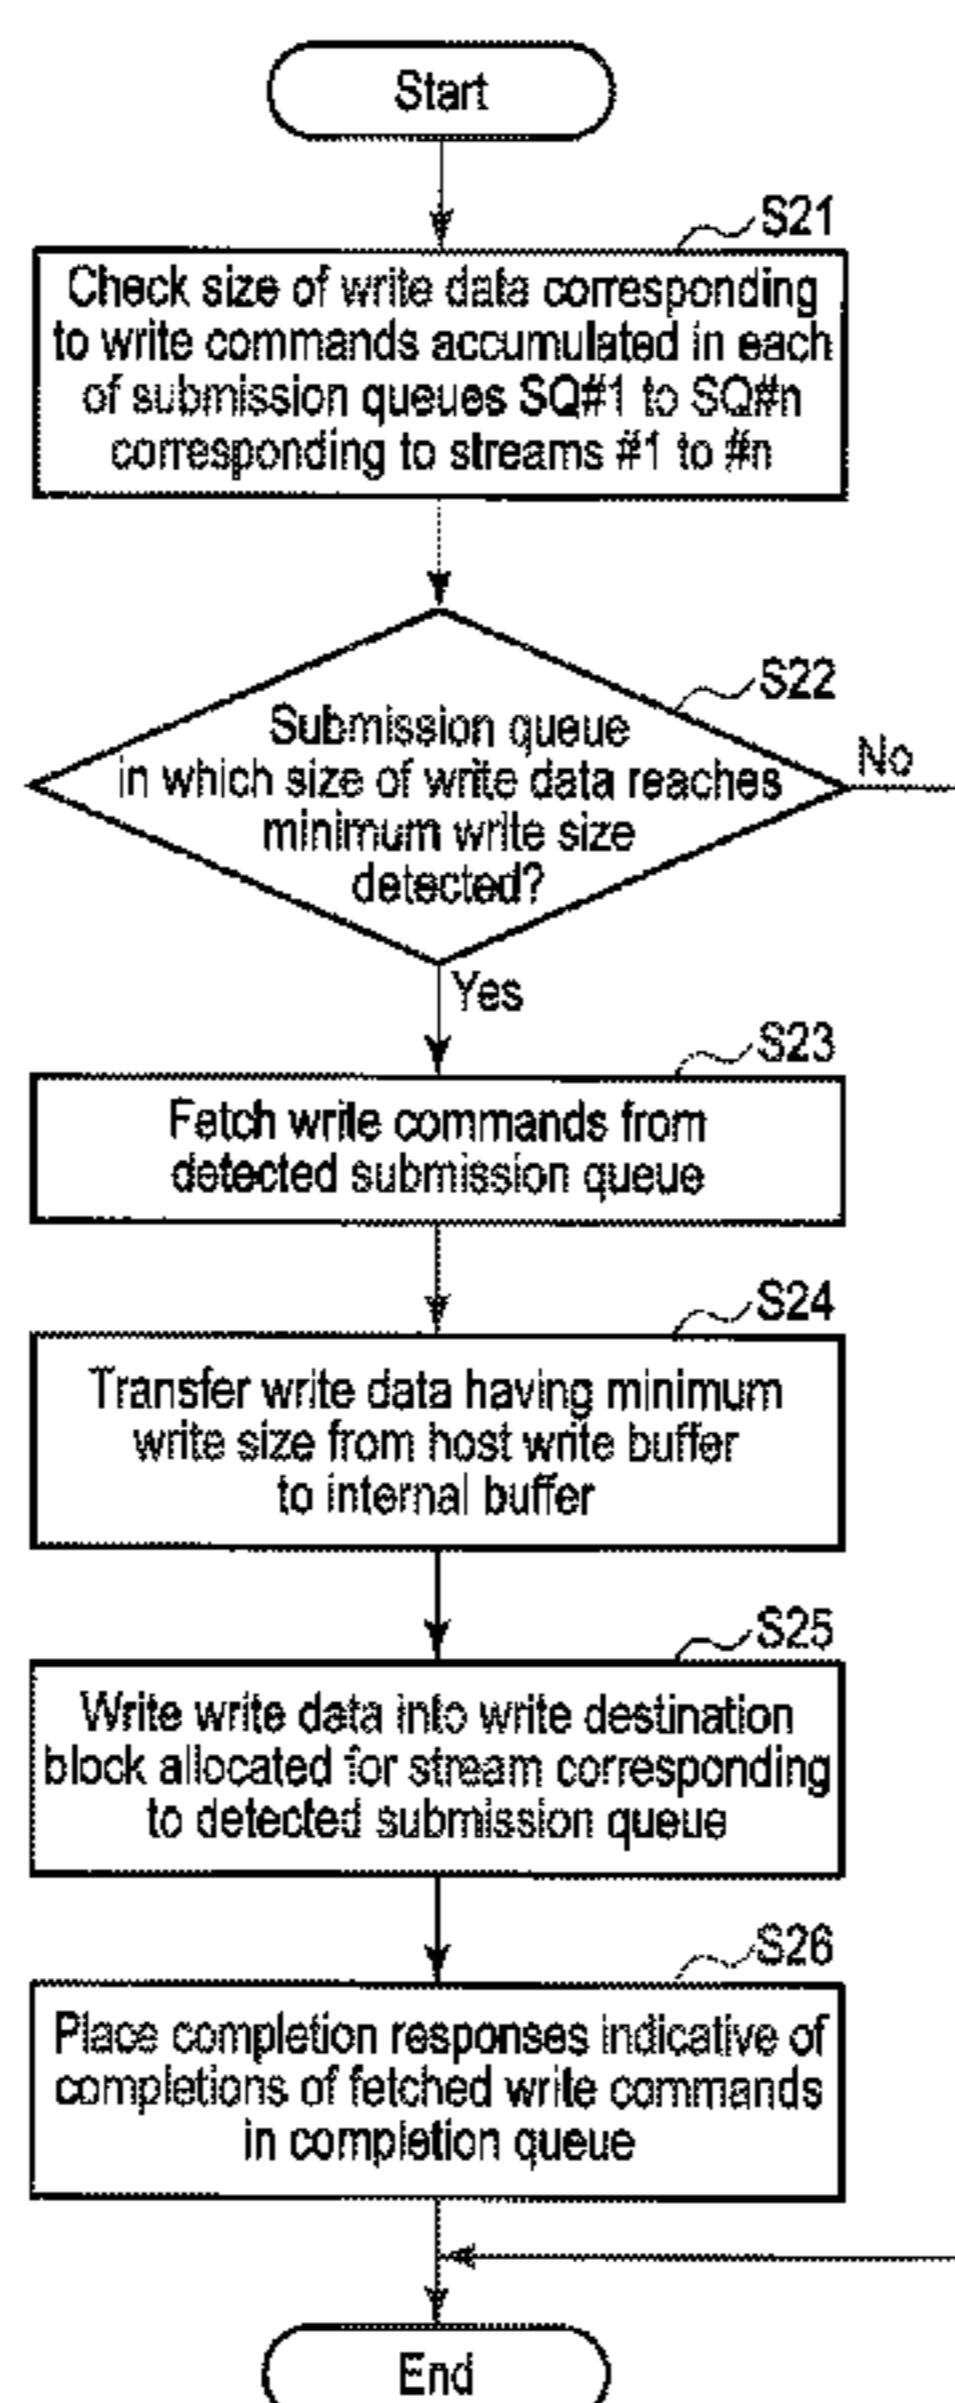 Start
S21
Check size of write data corresponding
to write commands accumulated in each
of submission queues SQ#1 to SQ#n
corresponding to streams #1 to #n
S22
Submission queue
in which size of write data reaches
minimum write size
detected?
No
Yes
S23
Fetch write commands from
detected submission queue
S24
Transfer write data having minimum
write size from host write buffer
to internal buffer
S25
Write write data into write destination
block allocated for stream corresponding
to detected submission queue
S26
Place completion responses indicative of
completions of fetched write commands
in completion queue
End